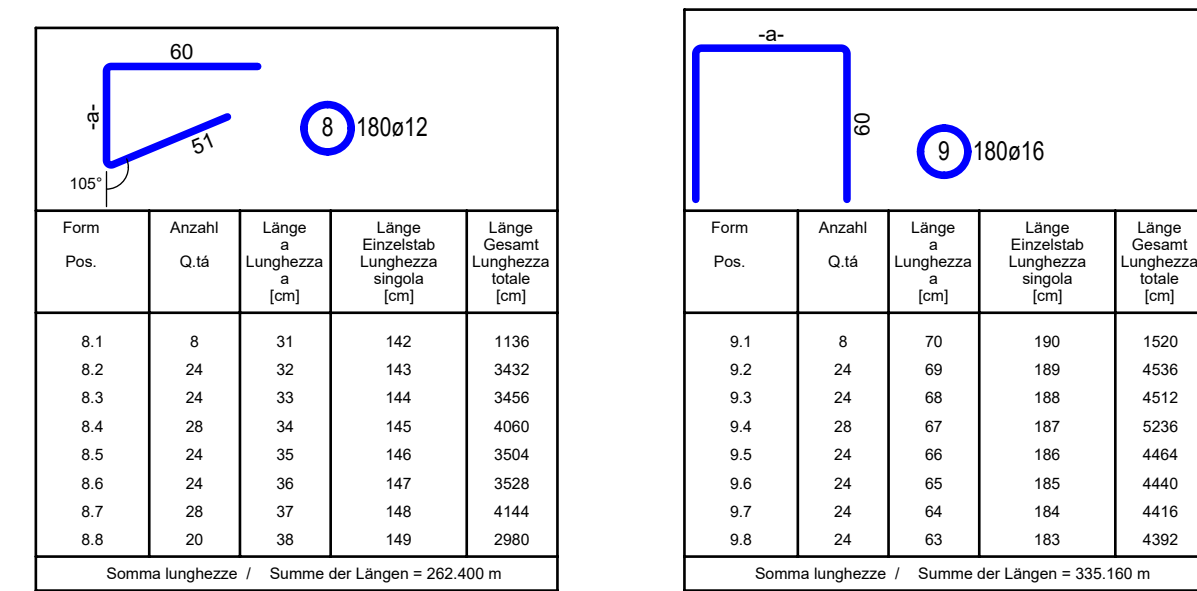 60
-a-
51
105°
8 180ø12
Form Anzahl Länge Länge Länge
a Einzelstab Gesamt
Pos. Q.tá Lunghezza Lunghezza Lunghezza
a singola totale
[cm] [cm] [cm]
8.1 8 31 142 1136
8.2 24 32 143 3432
8.3 24 33 144 3456
8.4 28 34 145 4060
8.5 24 35 146 3504
8.6 24 36 147 3528
8.7 28 37 148 4144
8.8 20 38 149 2980
Somma lunghezze / Summe der Längen = 262.400 m
-a-
60
9 180ø16
Form Anzahl Länge Länge Länge
a Einzelstab Gesamt
Pos. Q.tá Lunghezza Lunghezza Lunghezza
a singola totale
[cm] [cm] [cm]
9.1 8 70 190 1520
9.2 24 69 189 4536
9.3 24 68 188 4512
9.4 28 67 187 5236
9.5 24 66 186 4464
9.6 24 65 185 4440
9.7 24 64 184 4416
9.8 24 63 183 4392
Somma lunghezze / Summe der Längen = 335.160 m